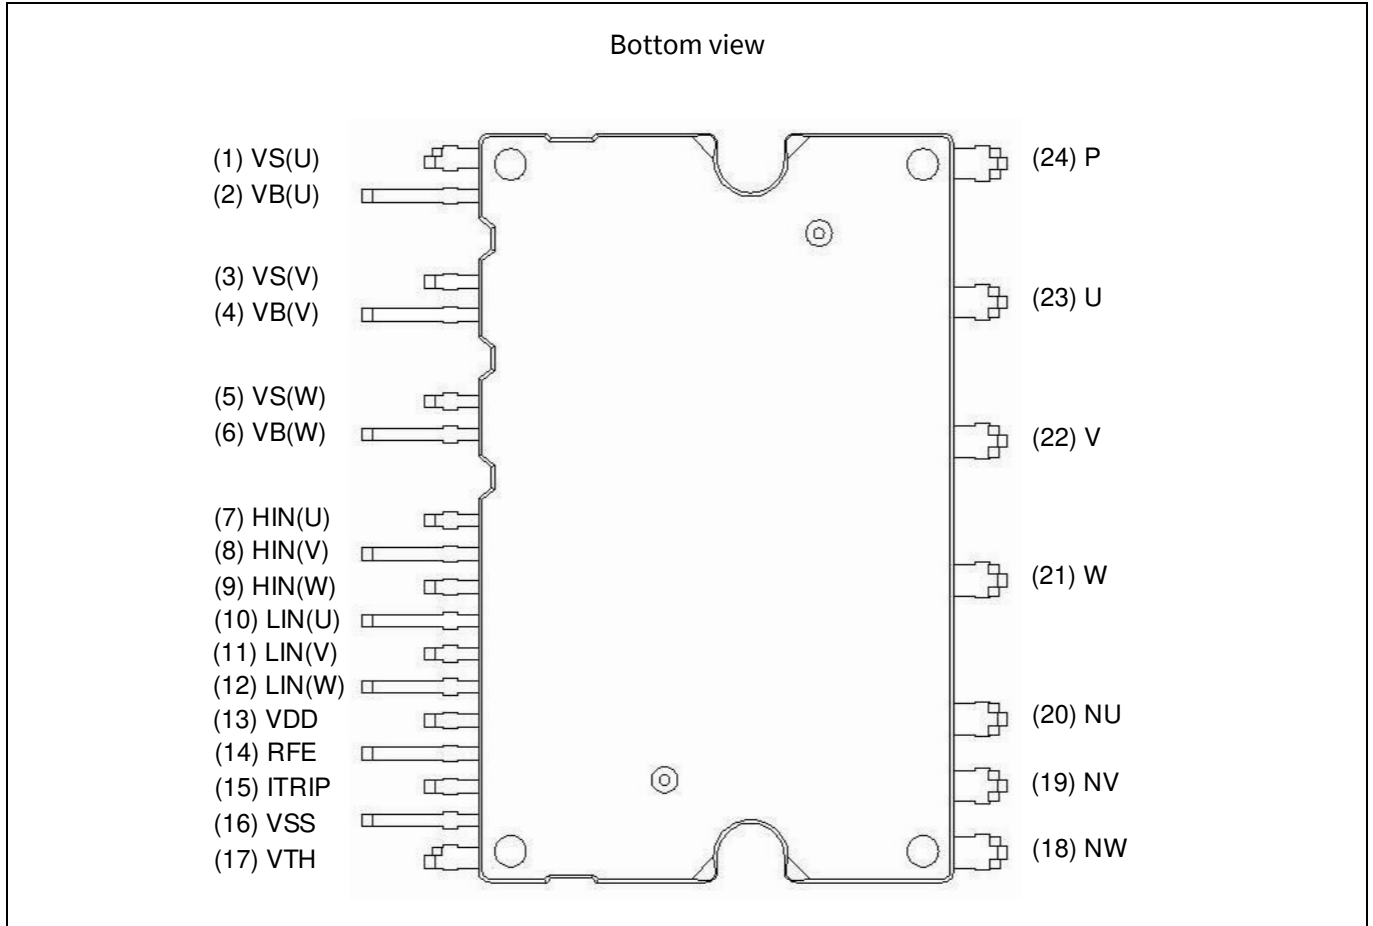 Bottom view
(1) VS(U)
(2) VB(U)
(3) VS(V)
(4) VB(V)
(5) VS(W)
(6) VB(W)
(7) HIN(U)
(8) HIN(V)
(9) HIN(W)
(10) LIN(U)
(11) LIN(V)
(12) LIN(W)
(13) VDD
(14) RFE
(15) ITRIP
(16) VSS
(17) VTH
(24) P
(23) U
(22) V
(21) W
(20) NU
(19) NV
(18) NW